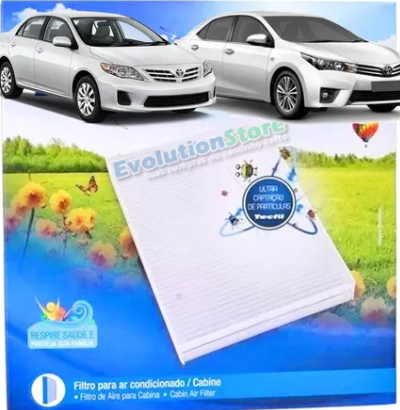 EvolutionStore
ULTRA
CAPTAÇÃO
DE PARTÍCULAS
Tecfil
RESPIRE SAÚDE E
PROTEJA SUA FAMÍLIA
Filtro para ar condicionado / Cabine
• Filtro de Aire para Cabina • Cabin Air Filter